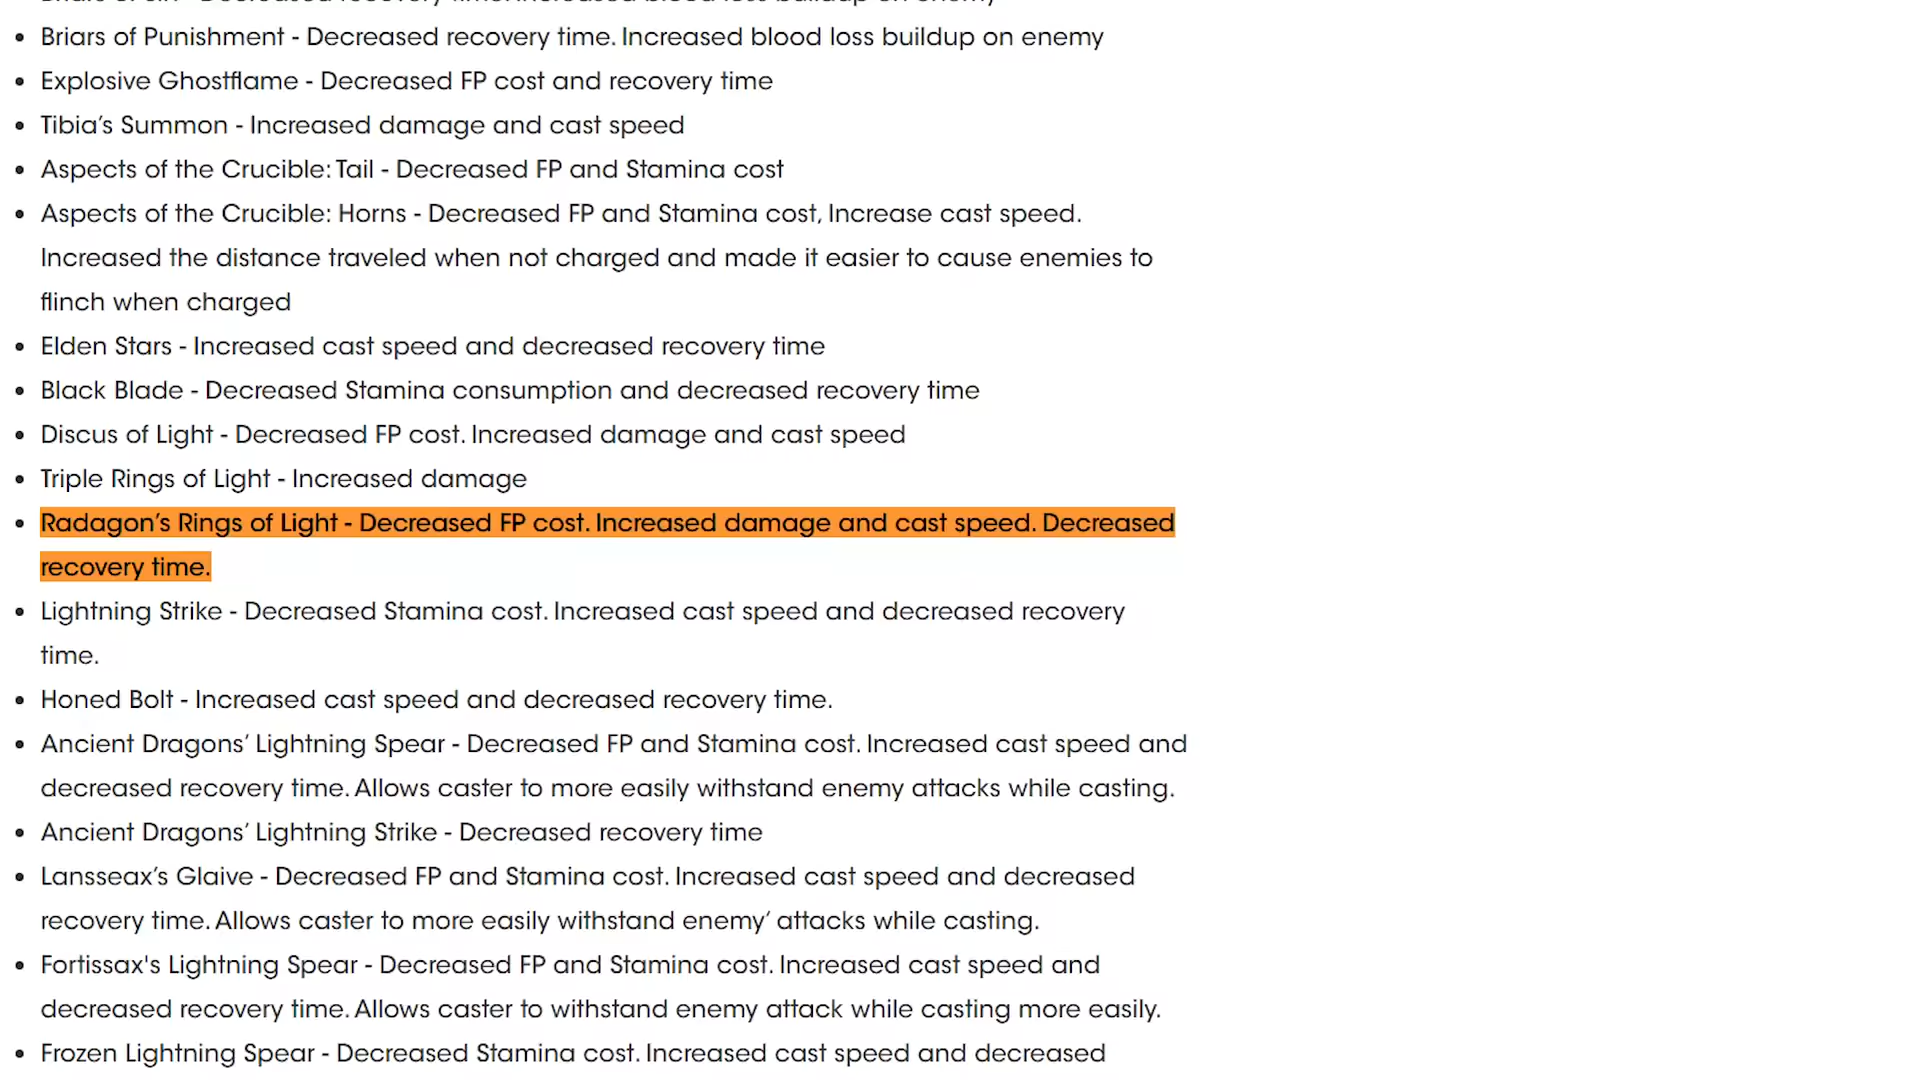 Briars of Sin - Decreased recovery time. Increased blood loss buildup on enemy
Briars of Punishment - Decreased recovery time. Increased blood loss buildup on enemy
Explosive Ghostflame - Decreased FP cost and recovery time
Tibia’s Summon - Increased damage and cast speed
Aspects of the Crucible: Tail - Decreased FP and Stamina cost
Aspects of the Crucible: Horns - Decreased FP and Stamina cost, Increase cast speed.
Increased the distance traveled when not charged and made it easier to cause enemies to
flinch when charged
Elden Stars - Increased cast speed and decreased recovery time
Black Blade - Decreased Stamina consumption and decreased recovery time
Discus of Light - Decreased FP cost. Increased damage and cast speed
Triple Rings of Light - Increased damage
Radagon’s Rings of Light - Decreased FP cost. Increased damage and cast speed. Decreased
recovery time.
Lightning Strike - Decreased Stamina cost. Increased cast speed and decreased recovery
time.
Honed Bolt - Increased cast speed and decreased recovery time.
Ancient Dragons’ Lightning Spear - Decreased FP and Stamina cost. Increased cast speed and
decreased recovery time. Allows caster to more easily withstand enemy attacks while casting.
Ancient Dragons’ Lightning Strike - Decreased recovery time
Lansseax’s Glaive - Decreased FP and Stamina cost. Increased cast speed and decreased
recovery time. Allows caster to more easily withstand enemy’ attacks while casting.
Fortissax's Lightning Spear - Decreased FP and Stamina cost. Increased cast speed and
decreased recovery time. Allows caster to withstand enemy attack while casting more easily.
Frozen Lightning Spear - Decreased Stamina cost. Increased cast speed and decreased